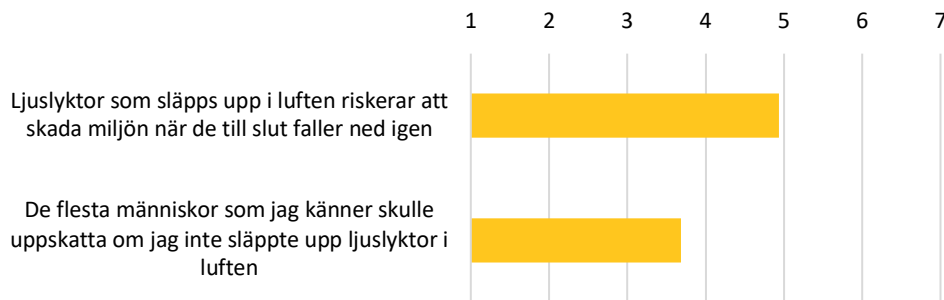 1 2 3 4 5 6 7
Ljuslyktor som släpps upp i luften riskerar att
skada miljön när de till slut faller ned igen
De flesta människor som jag känner skulle
uppskatta om jag inte släppte upp ljuslyktor i
luften